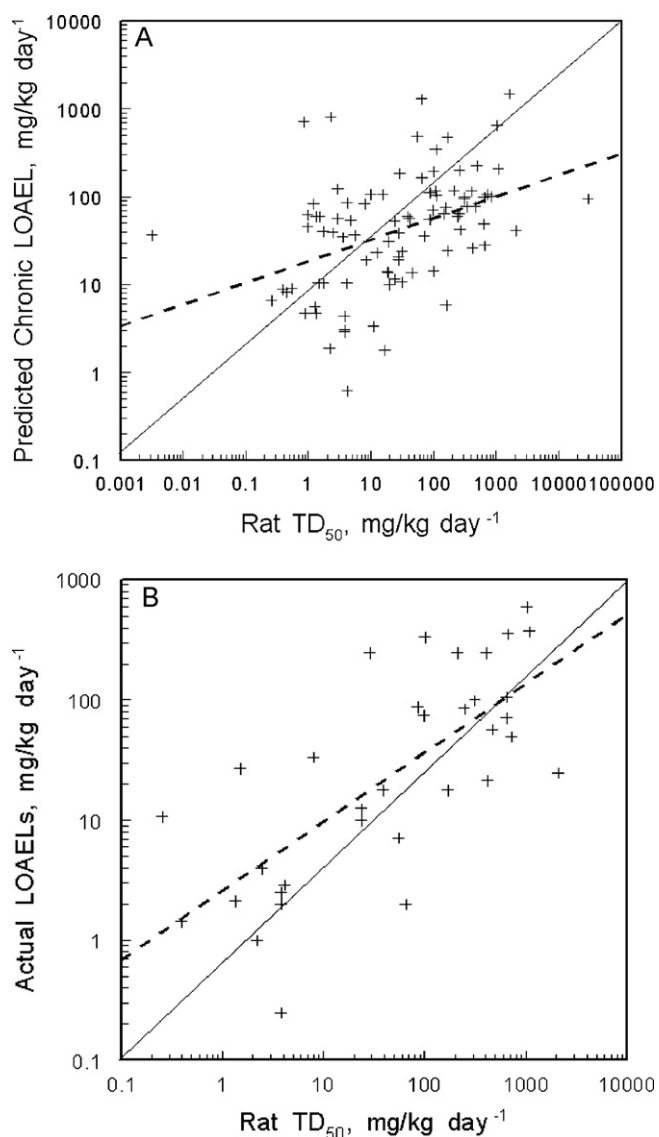 A
Predicted Chronic LOAEL, mg/kg day-1
10000
1000
100
10
1
0.1
0.001 0.01 0.1 1 10 100 1000 10000100000
Rat TD50, mg/kg day-1
B
Actual LOAELs, mg/kg day-1
1000
100
10
1
0.1
0.1 1 10 100 1000 10000
Rat TD50, mg/kg day-1